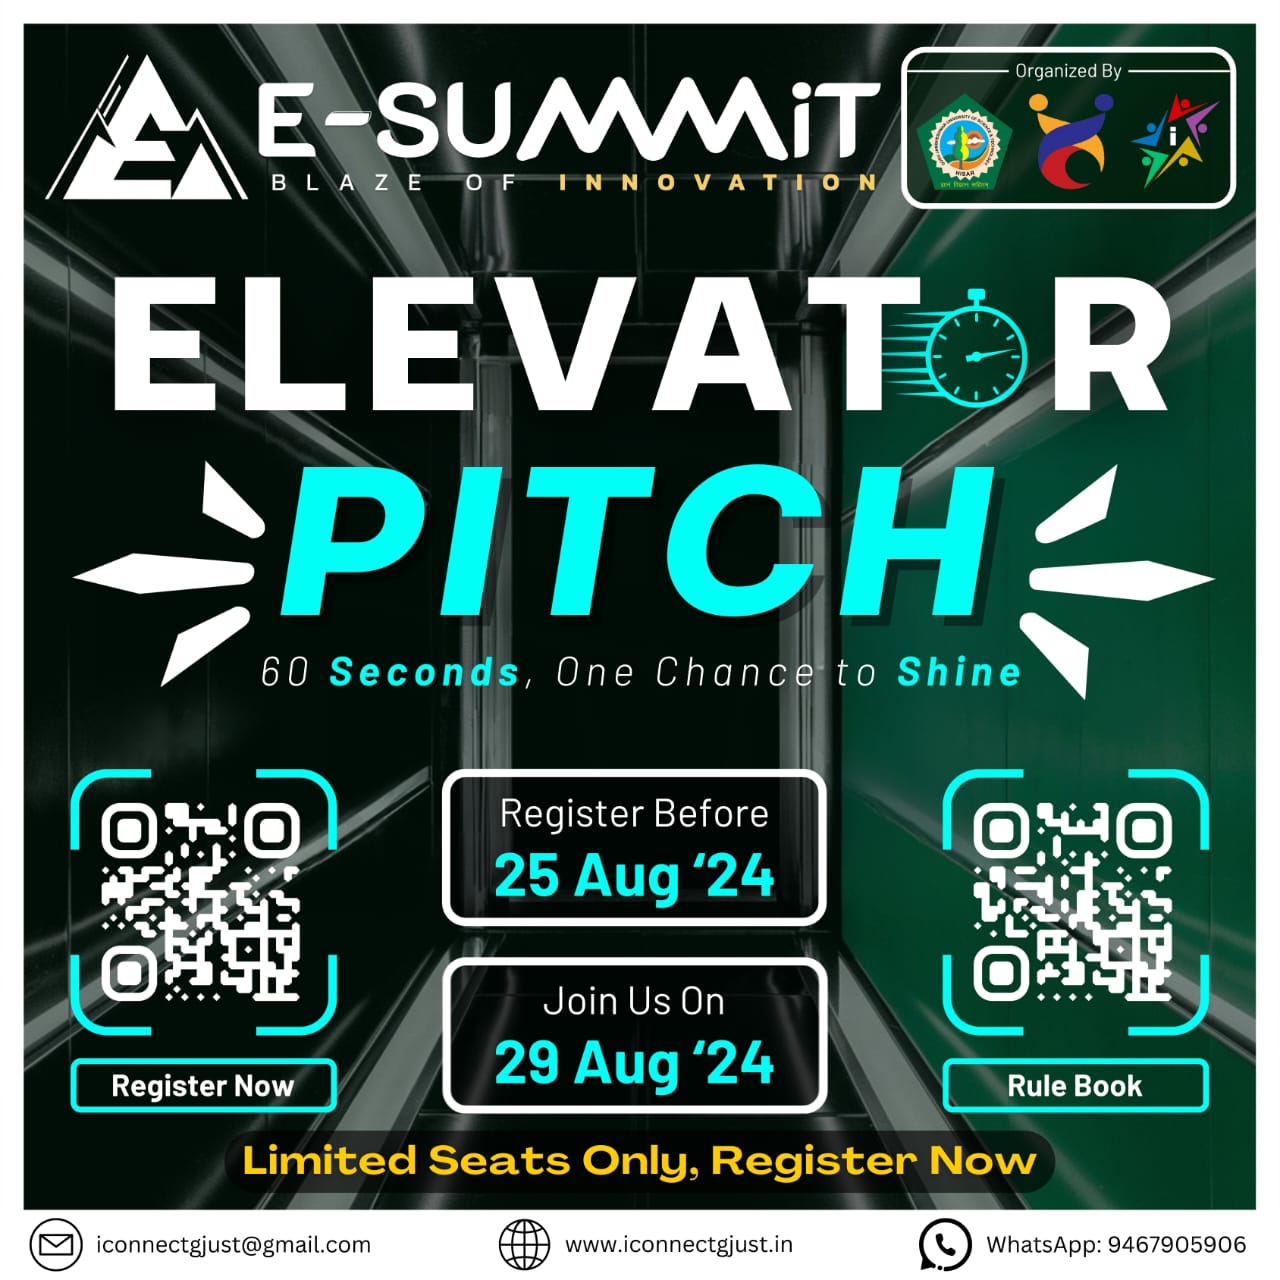 E-SUMMiT
BLAZE OF INNOVATION
Organized By
HISAR
ELEVATOR
PITCH
60 Seconds, One Chance to Shine
Register Before
25 Aug ‘24
Join Us On
29 Aug ‘24
Register Now
Rule Book
Limited Seats Only, Register Now
iconnectgjust@gmail.com
www.iconnectgjust.in
WhatsApp: 9467905906